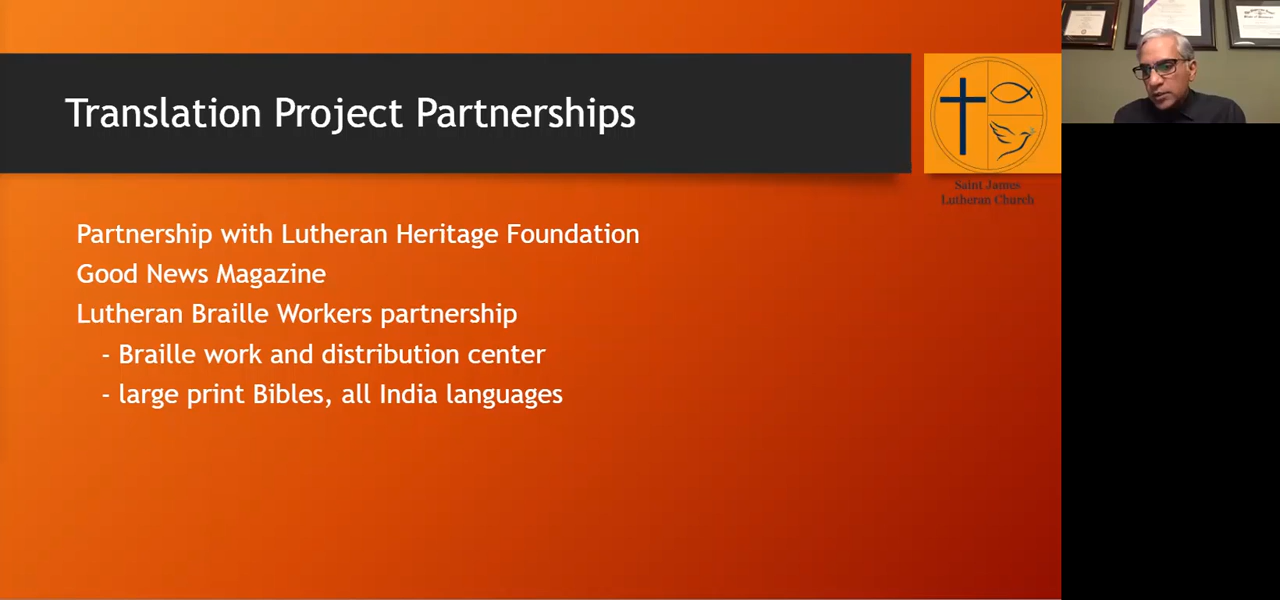 Translation Project Partnerships
Saint James
Lutheran Church
Partnership with Lutheran Heritage Foundation
Good News Magazine
Lutheran Braille Workers partnership
- Braille work and distribution center
- large print Bibles, all India languages